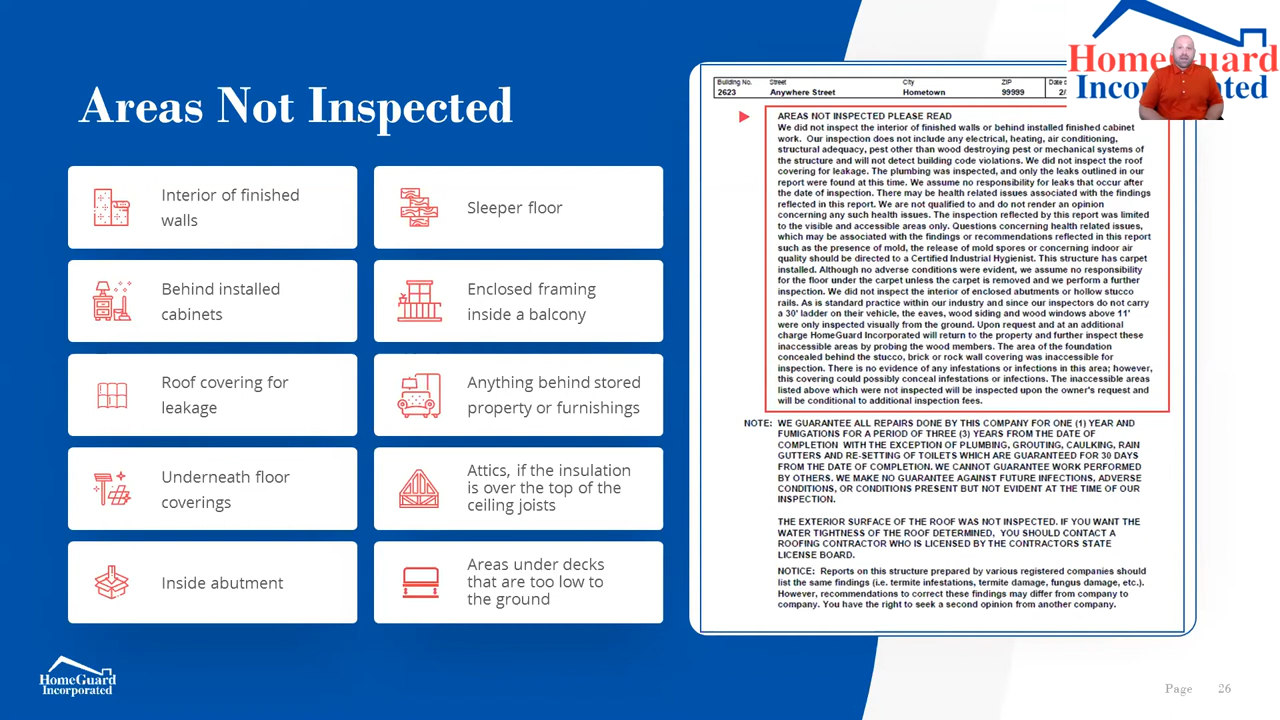 Areas Not Inspected
Interior of finished
walls
Sleeper floor
Behind installed
cabinets
Enclosed framing
inside a balcony
Roof covering for
leakage
Anything behind stored
property or furnishings
Underneath floor
coverings
Attics, if the insulation
is over the top of the
ceiling joists
Inside abutment
Areas under decks
that are too low to
the ground
HomeGuard
Incorporated
HomeGuard
Incorporated
Building No. Street City ZIP
2623 Anywhere Street Hometown 99999
AREAS NOT INSPECTED PLEASE READ
We did not inspect the interior of finished walls or behind installed finished cabinet
work. Our inspection does not include any electrical, heating, air conditioning,
structural adequacy, pest other than wood destroying pest or mechanical systems of
the structure and will not detect building code violations. We did not inspect the roof
covering for leakage. The plumbing was inspected, and only the leaks outlined in our
report were found at this time. We assume no responsibility for leaks that occur after
the date of inspection. There may be health related issues associated with the findings
reflected in this report. We are not qualified to and do not render an opinion
concerning any such health issues. The inspection reflected by this report was limited
to the visible and accessible areas only. Questions concerning health related issues,
which may be associated with the findings or recommendations reflected in this report
such as the presence of mold, the release of mold spores or concerning indoor air
quality should be directed to a Certified Industrial Hygienist. This structure has carpet
installed. Although no adverse conditions were evident, we assume no responsibility
for the floor under the carpet unless the carpet is removed and we perform a further
inspection. We did not inspect the interior of enclosed abutments or hollow stucco
rails. As is standard practice within our industry and since our inspectors do not carry
a 30' ladder on their vehicle, the eaves, wood siding and wood windows above 11'
were only inspected visually from the ground. Upon request and at an additional
charge HomeGuard Incorporated will return to the property and further inspect these
inaccessible areas by probing the wood members. The area of the foundation
concealed behind the stucco, brick or rock wall covering was inaccessible for
inspection. There is no evidence of any infestations or infections in this area; however,
this covering could possibly conceal infestations or infections. The inaccessible areas
listed above which were not inspected will be inspected upon the owner's request and
will be conditional to additional inspection fees.
NOTE: WE GUARANTEE ALL REPAIRS DONE BY THIS COMPANY FOR ONE (1) YEAR AND
FUMIGATIONS FOR A PERIOD OF THREE (3) YEARS FROM THE DATE OF
COMPLETION WITH THE EXCEPTION OF PLUMBING, GROUTING, CAULKING, RAIN
GUTTERS AND RE-SETTING OF TOILETS WHICH ARE GUARANTEED FOR 30 DAYS
FROM THE DATE OF COMPLETION. WE CANNOT GUARANTEE WORK PERFORMED
BY OTHERS. WE MAKE NO GUARANTEE AGAINST FUTURE INFECTIONS, ADVERSE
CONDITIONS, OR CONDITIONS PRESENT BUT NOT EVIDENT AT THE TIME OF OUR
INSPECTION.
THE EXTERIOR SURFACE OF THE ROOF WAS NOT INSPECTED. IF YOU WANT THE
WATER TIGHTNESS OF THE ROOF DETERMINED, YOU SHOULD CONTACT A
ROOFING CONTRACTOR WHO IS LICENSED BY THE CONTRACTORS STATE
LICENSE BOARD.
NOTICE: Reports on this structure prepared by various registered companies should
list the same findings (i.e. termite infestations, termite damage, fungus damage, etc.).
However, recommendations to correct these findings may differ from company to
company. You have the right to seek a second opinion from another company.
Page 26